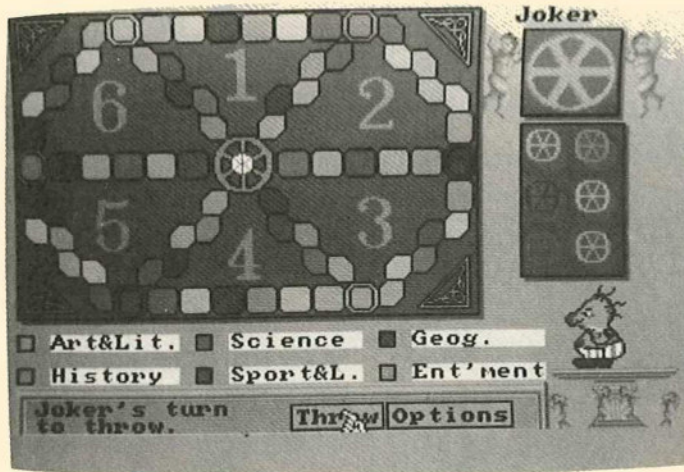 Joker
1
6
2
5
3
4
Art&Lit.
Science
Geog.
History
Sport&L.
Ent'ment
Joker's turn
to throw.
Throw
Options